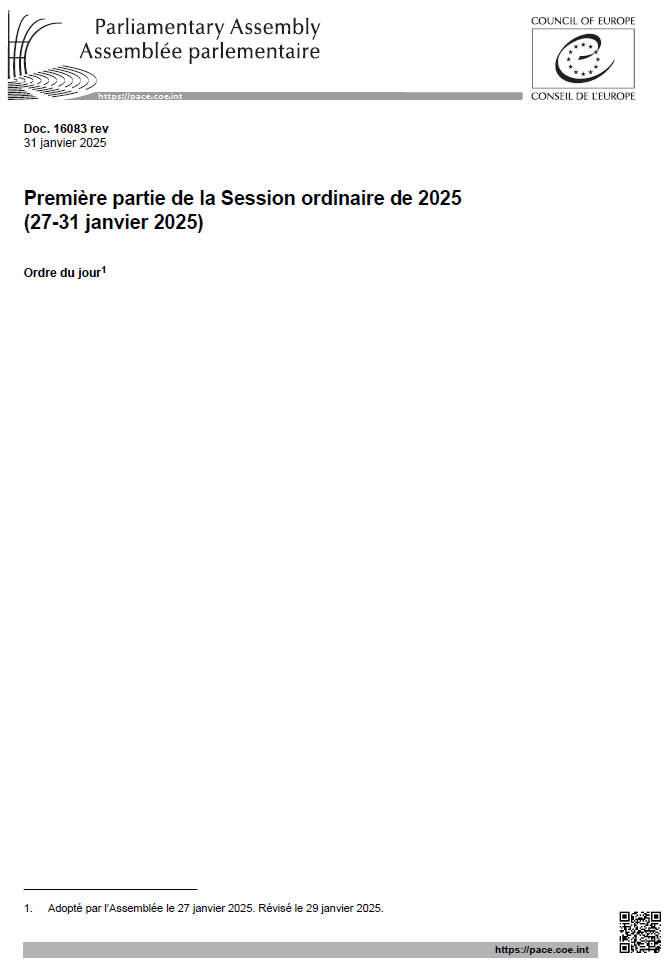 Parliamentary Assembly
Assemblée parlementaire
https://pace.coe.int
COUNCIL OF EUROPE
CONSEIL DE L'EUROPE
Doc. 16083 rev
31 janvier 2025
Première partie de la Session ordinaire de 2025
(27-31 janvier 2025)
Ordre du jour1
1. Adopté par l'Assemblée le 27 janvier 2025. Révisé le 29 janvier 2025.
https://pace.coe.int